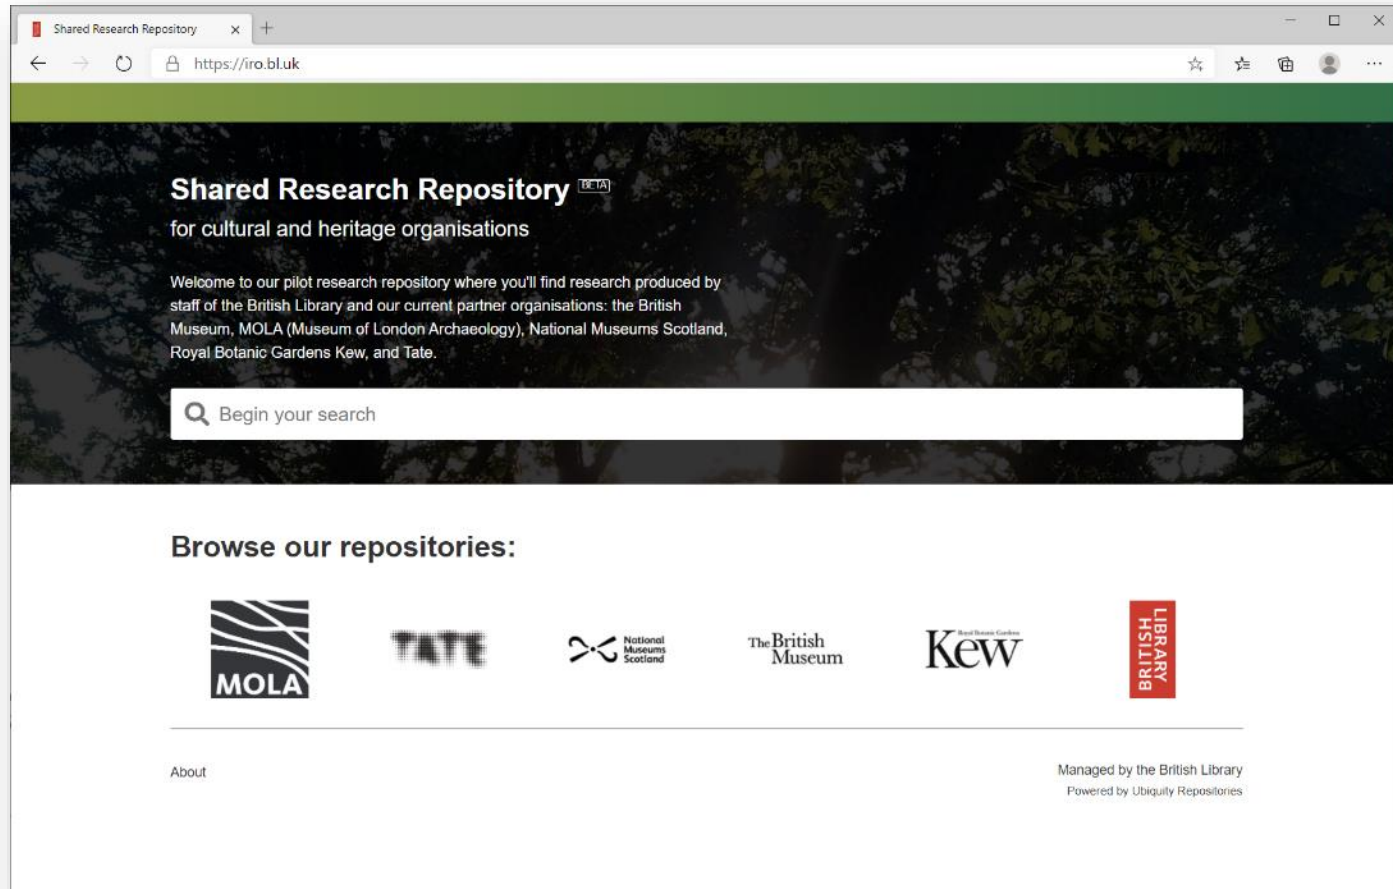 Shared Research Repository
https://iro.bl.uk
Shared Research Repository BETA
for cultural and heritage organisations
Welcome to our pilot research repository where you'll find research produced by
staff of the British Library and our current partner organisations: the British
Museum, MOLA (Museum of London Archaeology), National Museums Scotland,
Royal Botanic Gardens Kew, and Tate.
Begin your search
Browse our repositories:
MOLA
TATE
National
Museums
Scotland
The British
Museum
Royal Botanic Gardens
Kew
BRITISH
LIBRARY
About
Managed by the British Library
Powered by Ubiquity Repositories